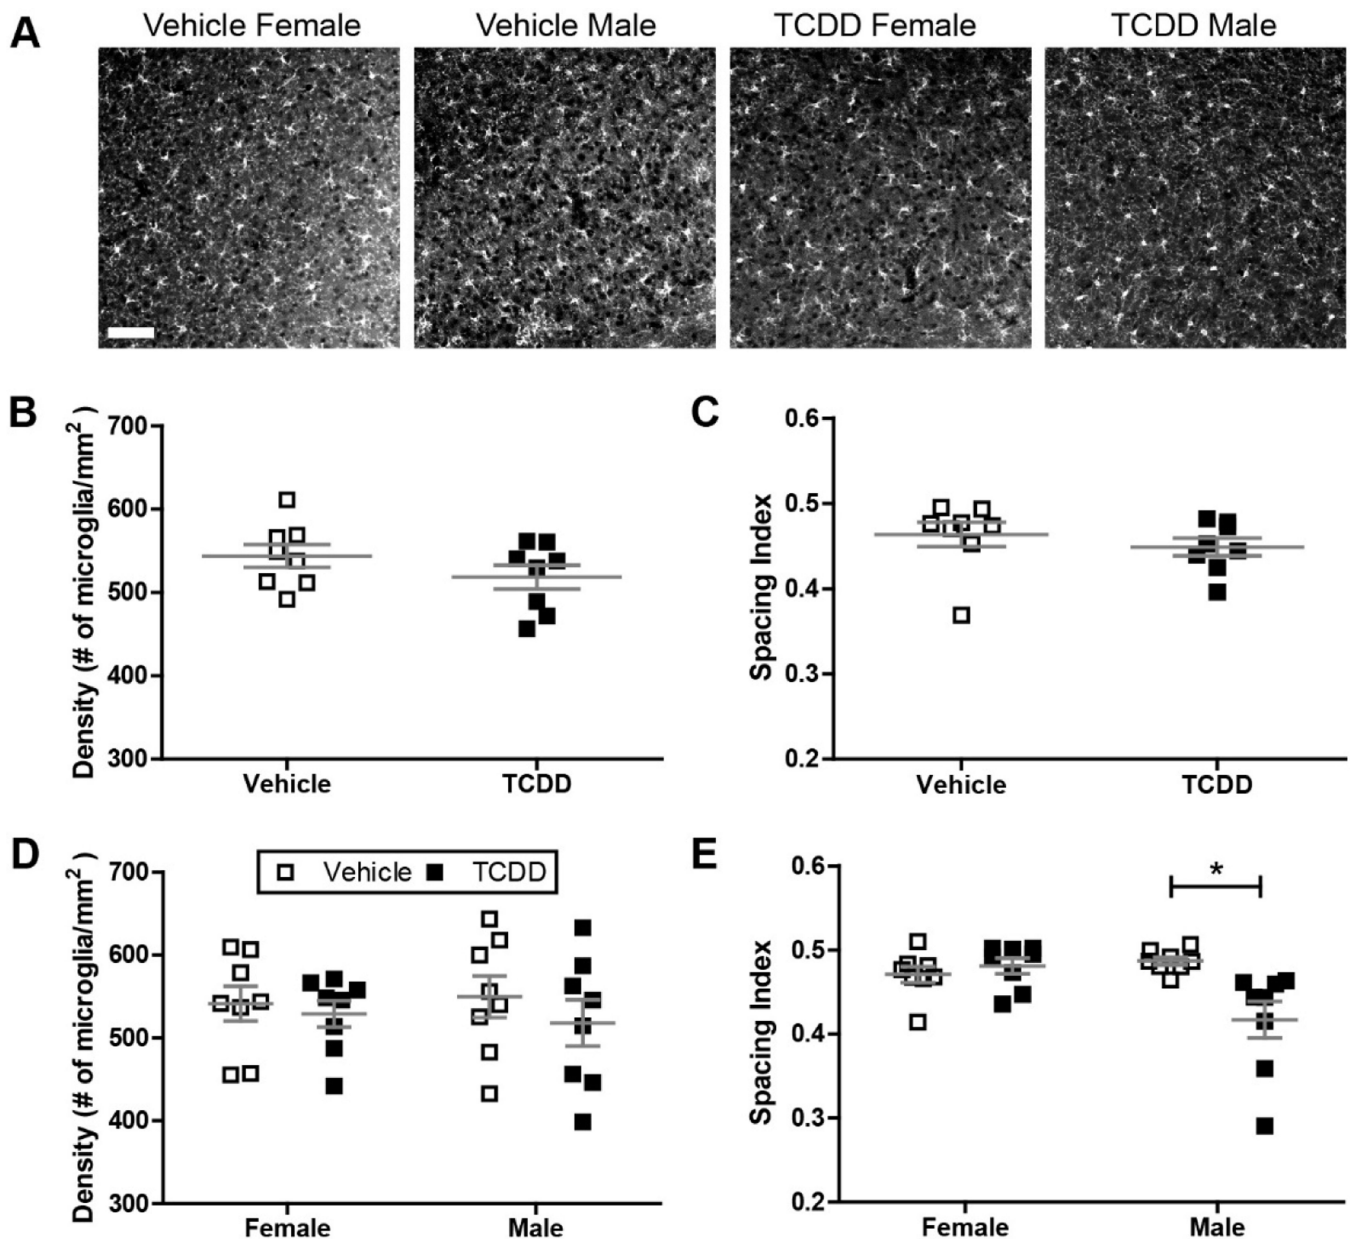 A
Vehicle Female
Vehicle Male
TCDD Female
TCDD Male
B
Density (# of microglia/mm²)
700
600
500
400
300
Vehicle
TCDD
C
Spacing Index
0.6
0.5
0.4
0.3
0.2
Vehicle
TCDD
D
Density (# of microglia/mm²)
700
600
500
400
300
Vehicle TCDD
Female
Male
E
Spacing Index
0.6
0.5
0.4
0.3
0.2
*
Female
Male